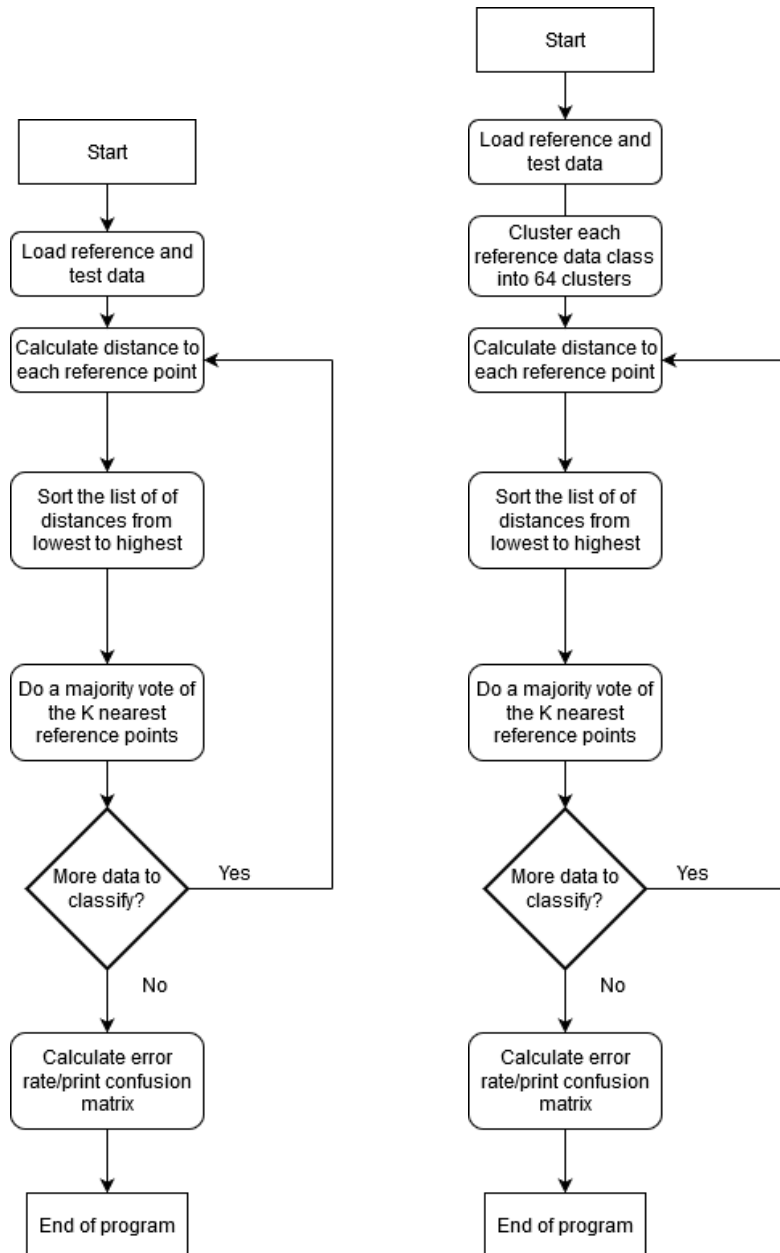 Start
Load reference and
test data
Calculate distance to
each reference point
Sort the list of of
distances from
lowest to highest
Do a majority vote of
the K nearest
reference points
More data to
classify?
Yes
No
Calculate error
rate/print confusion
matrix
End of program
Start
Load reference and
test data
Cluster each
reference data class
into 64 clusters
Calculate distance to
each reference point
Sort the list of of
distances from
lowest to highest
Do a majority vote of
the K nearest
reference points
More data to
classify?
Yes
No
Calculate error
rate/print confusion
matrix
End of program